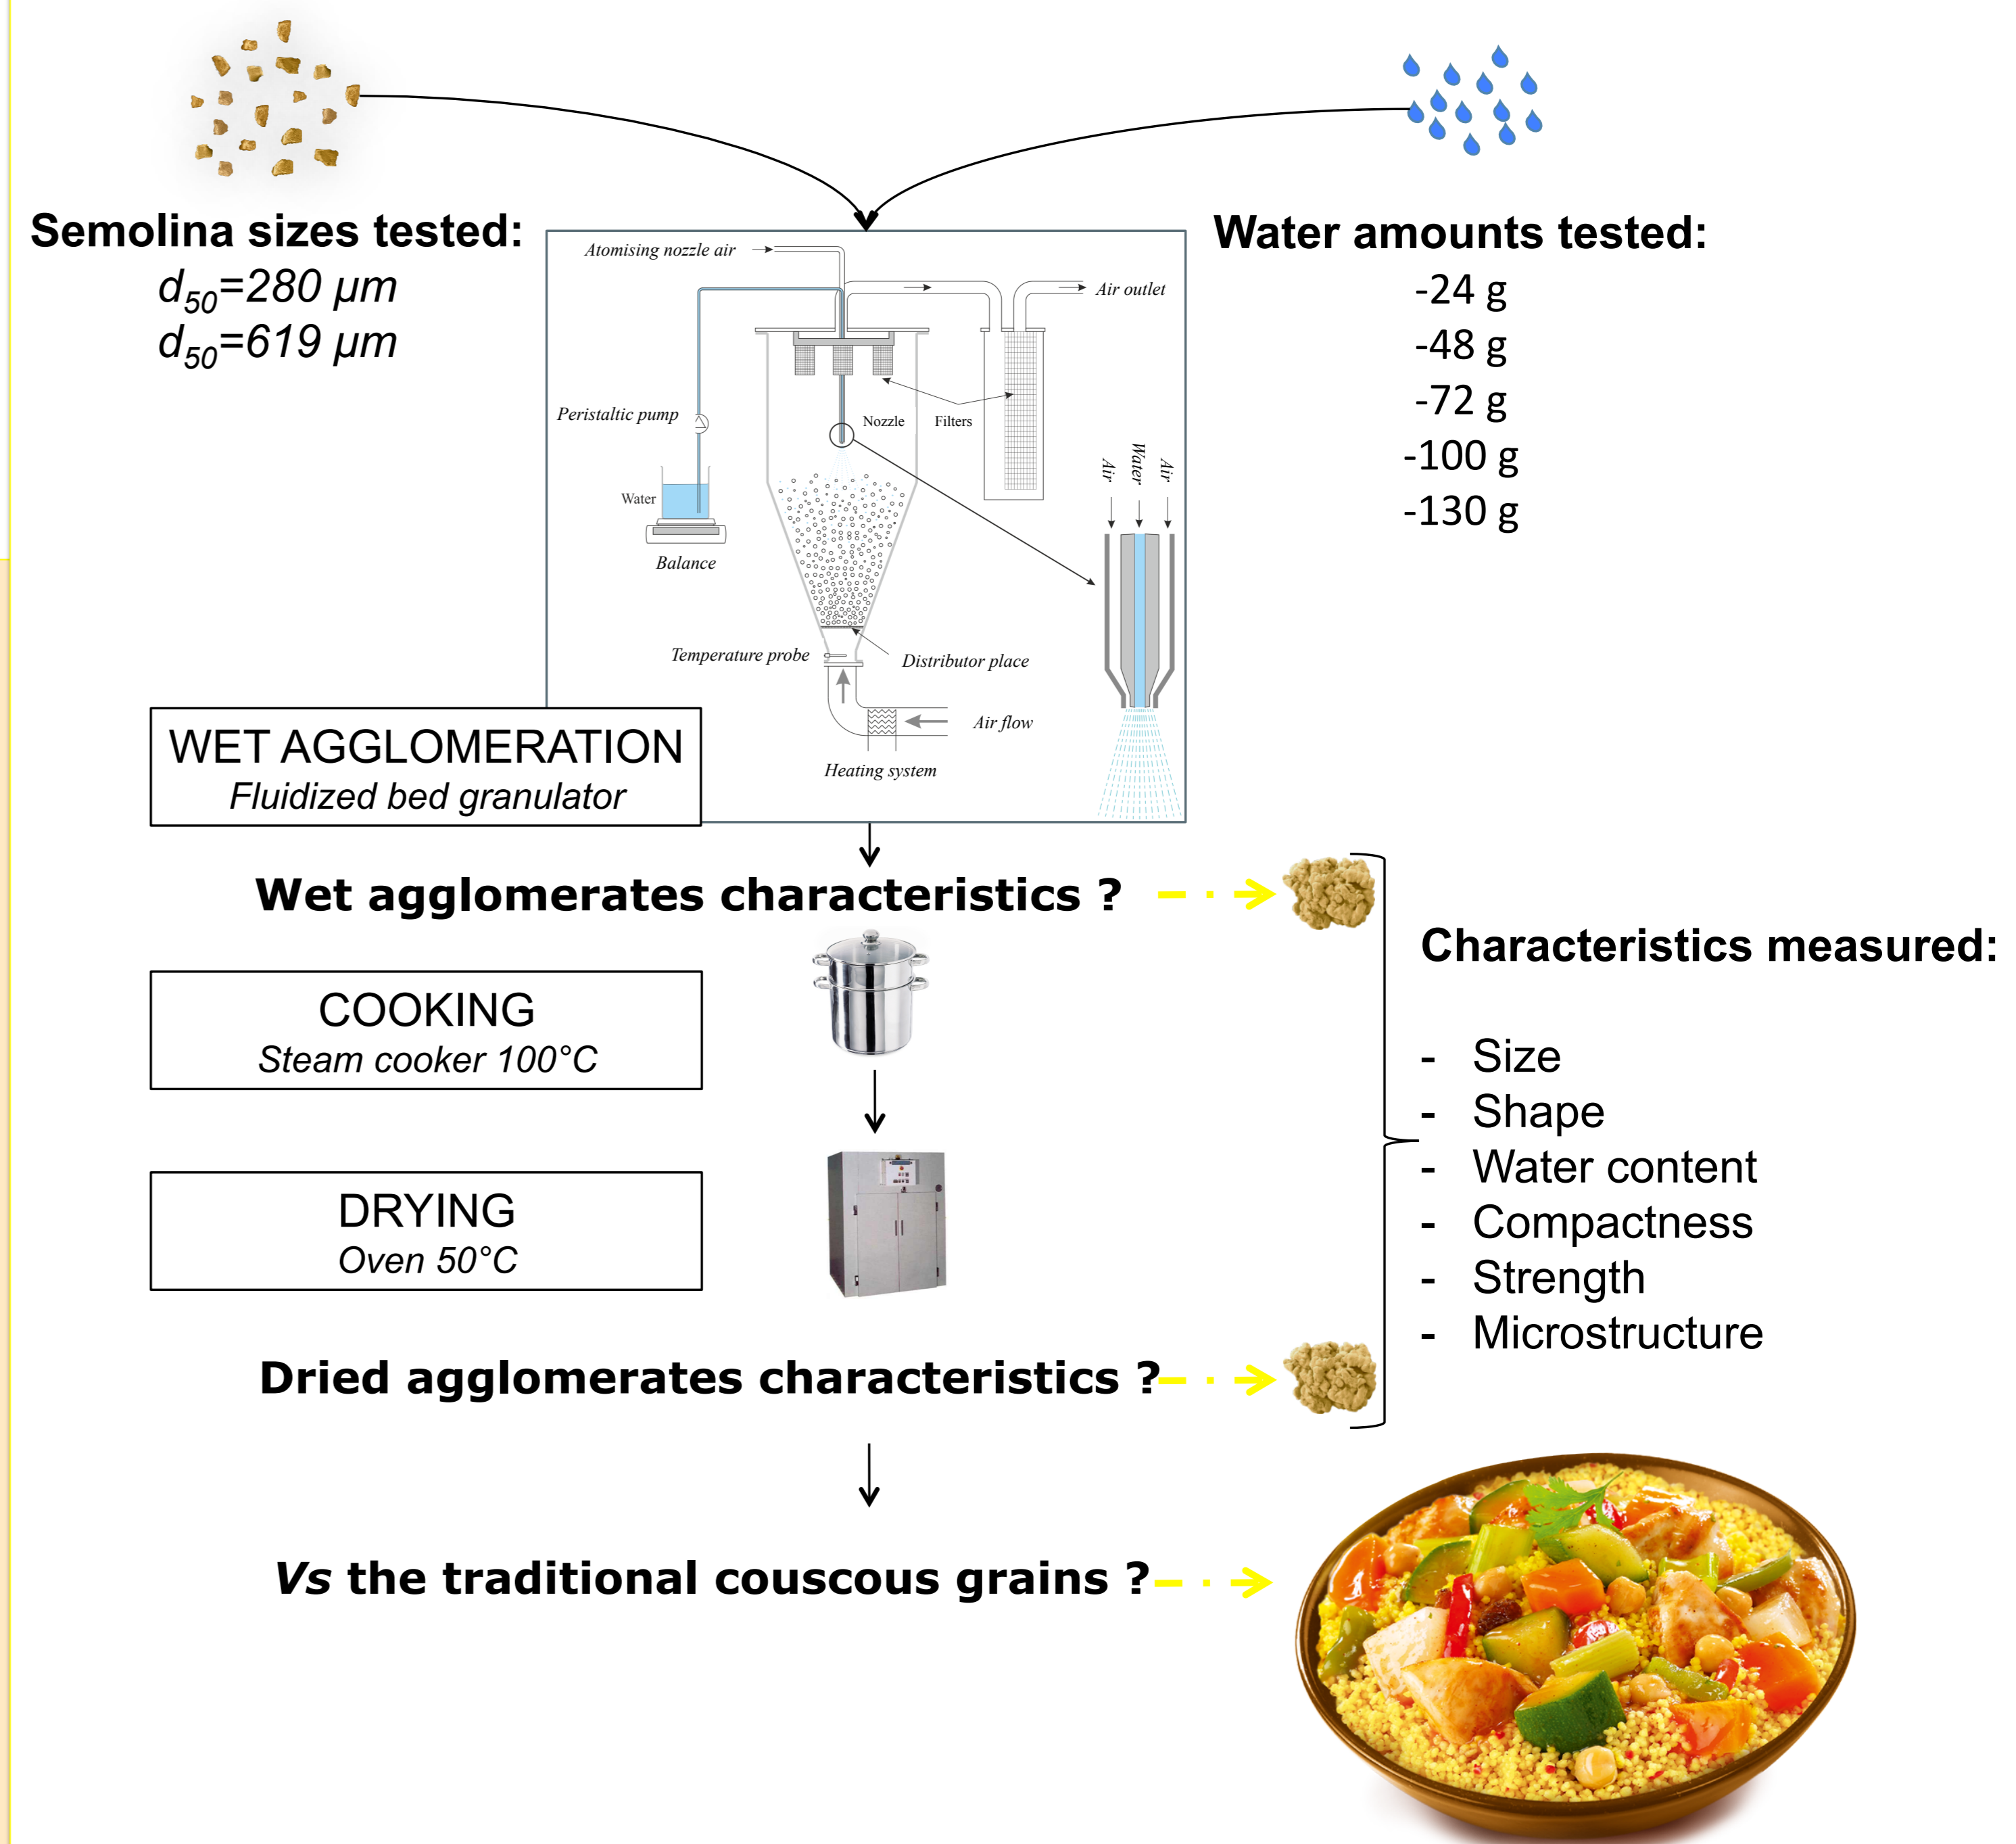 Semolina sizes tested:
d50=280 μm
d50=619 μm
Water amounts tested:
-24 g
-48 g
-72 g
-100 g
-130 g
Atomising nozzle air
Air outlet
Peristaltic pump
Nozzle
Filters
Water
Balance
Air
Water
Air
Temperature probe
Distributor place
Air flow
Heating system
WET AGGLOMERATION
Fluidized bed granulator
Wet agglomerates characteristics ?
COOKING
Steam cooker 100°C
DRYING
Oven 50°C
Dried agglomerates characteristics ?
Characteristics measured:
- Size
- Shape
- Water content
- Compactness
- Strength
- Microstructure
Vs the traditional couscous grains ?